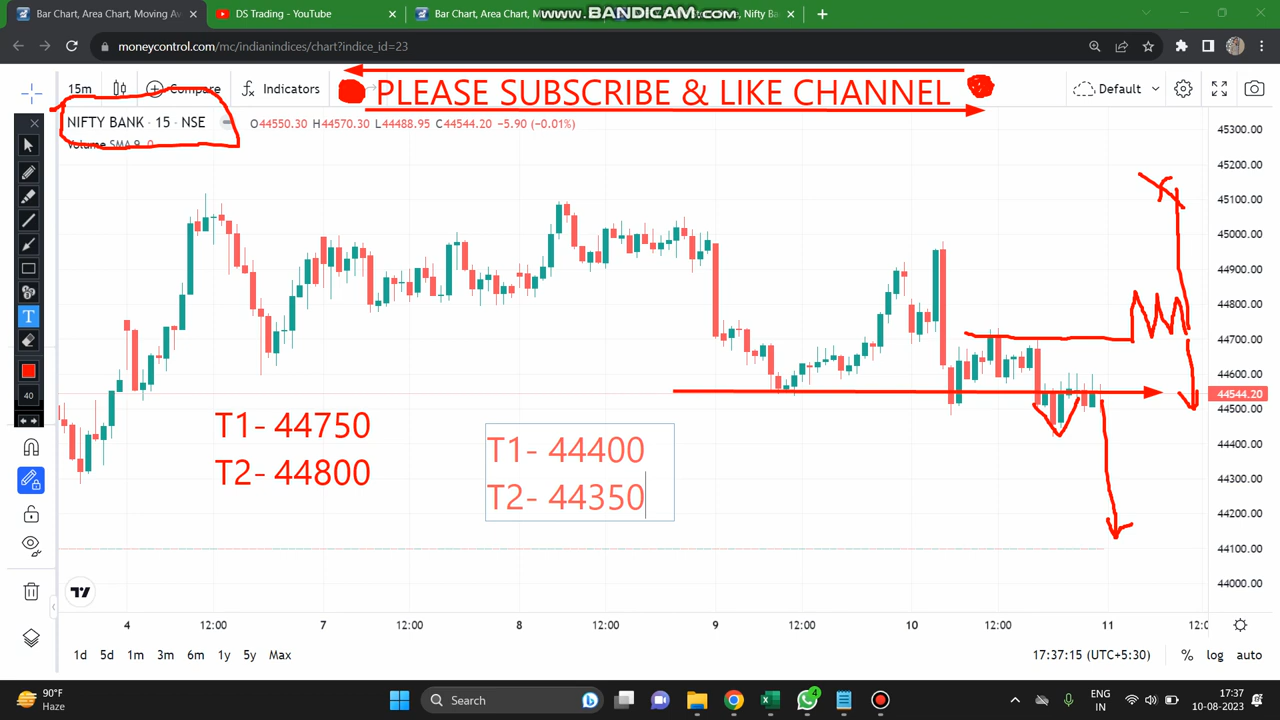 Bar Chart, Area Chart, Moving Av
DS Trading - YouTube
Bar Chart, Area Chart, M
www.BANDICAM.com
Nifty Ba
moneycontrol.com/mc/indianindices/chart?indice_id=23
15m
Compare
Indicators
PLEASE SUBSCRIBE & LIKE CHANNEL
Default
NIFTY BANK · 15 · NSE
O44550.30 H44570.30 L44488.95 C44544.20 -5.90 (-0.01%)
Volume SMA 9 0
45300.00
45200.00
45100.00
45000.00
44900.00
44800.00
44700.00
44600.00
44544.20
44500.00
44400.00
44300.00
44200.00
44100.00
44000.00
T
40
T1- 44750
T2- 44800
T1- 44400
T2- 44350
4 12:00 7 12:00 8 12:00 9 12:00 10 12:00 11 12:0
1d 5d 1m 3m 6m 1y 5y Max
17:37:15 (UTC+5:30)
% log auto
90°F
Haze
Search
4
ENG
IN
17:37
10-08-2023